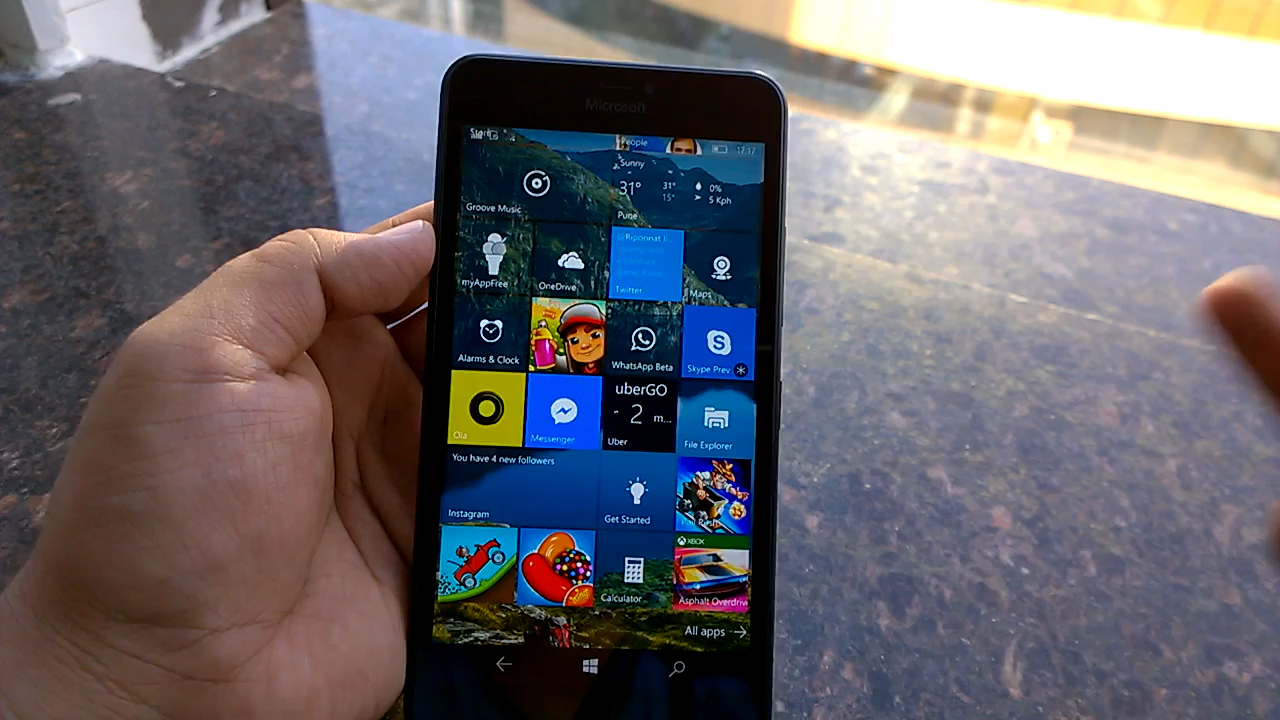 Microsoft
Store
People
17:17
Sunny
31°
31°
15°
0%
5 Kph
Groove Music
Pune
myAppFree
OneDrive
Twitter
Maps
Alarms & Clock
WhatsApp Beta
S
Skype Prev
Ola
Messenger
uberGO
2 m...
Uber
File Explorer
You have 4 new followers
Instagram
Get Started
XBOX
Calculator
Asphalt Overdriv
All apps